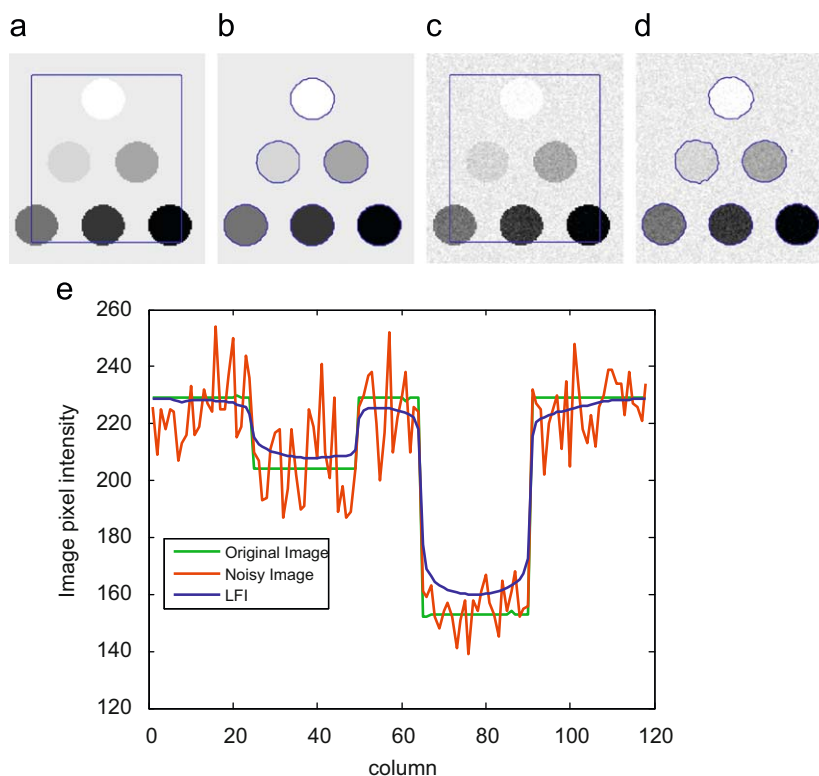 a b c d
e
260
240
220
200
180
160
140
120
Image pixel intensity
Original Image
Noisy Image
LFI
0 20 40 60 80 100 120
column